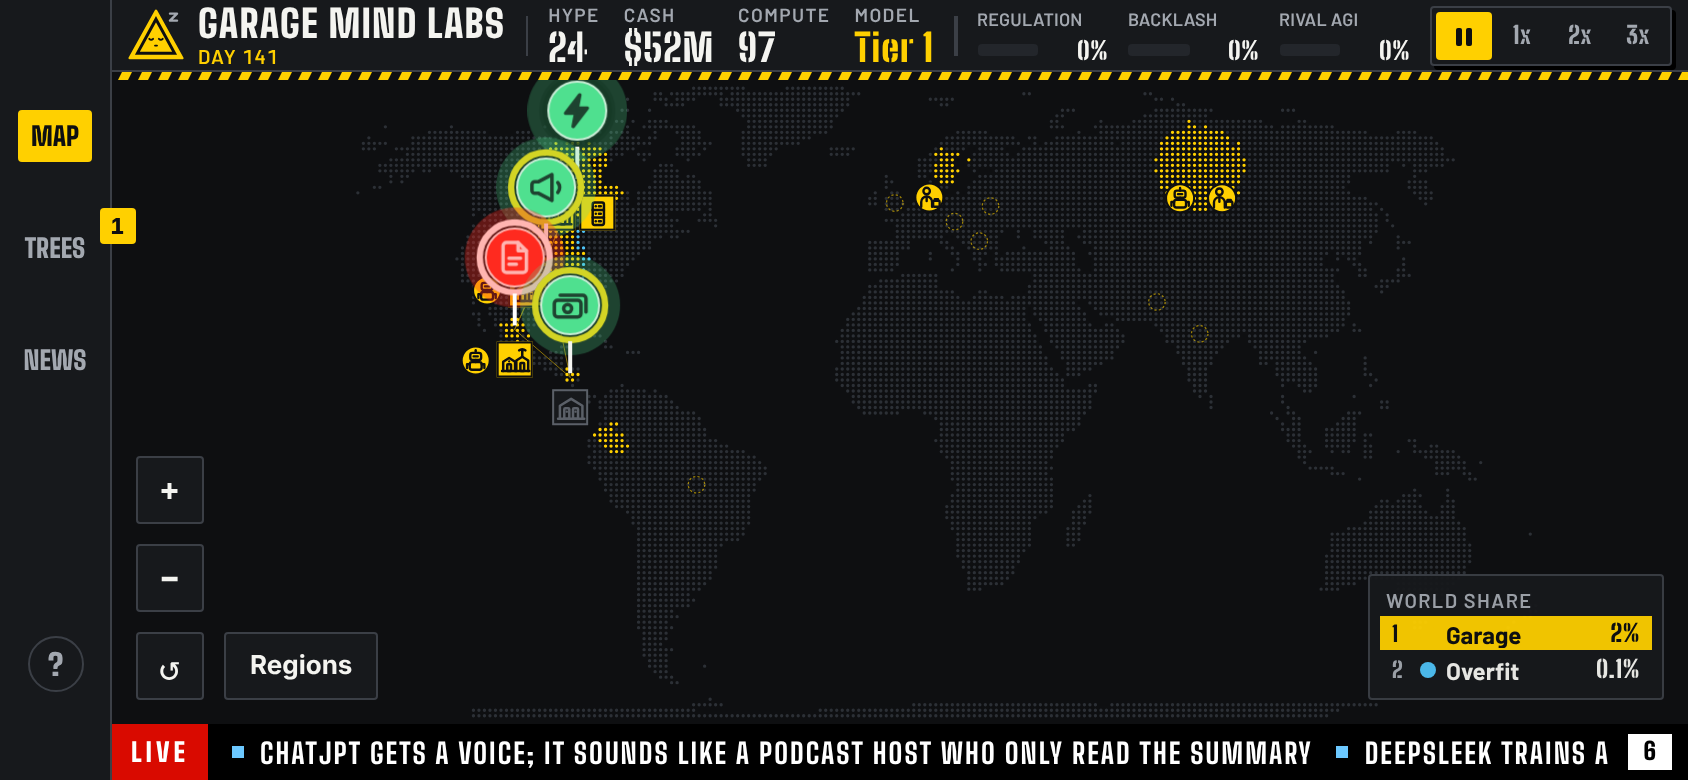 GARAGE MIND LABS
DAY 141
HYPE
24
CASH
$52M
COMPUTE
97
MODEL
Tier 1
REGULATION
0%
BACKLASH
0%
RIVAL AGI
0%
1x
2x
3x
MAP
TREES
1
NEWS
?
+
−
↺
Regions
WORLD SHARE
1 Garage 2%
2 Overfit 0.1%
LIVE
CHATJPT GETS A VOICE; IT SOUNDS LIKE A PODCAST HOST WHO ONLY READ THE SUMMARY
DEEPSLEEK TRAINS A
6